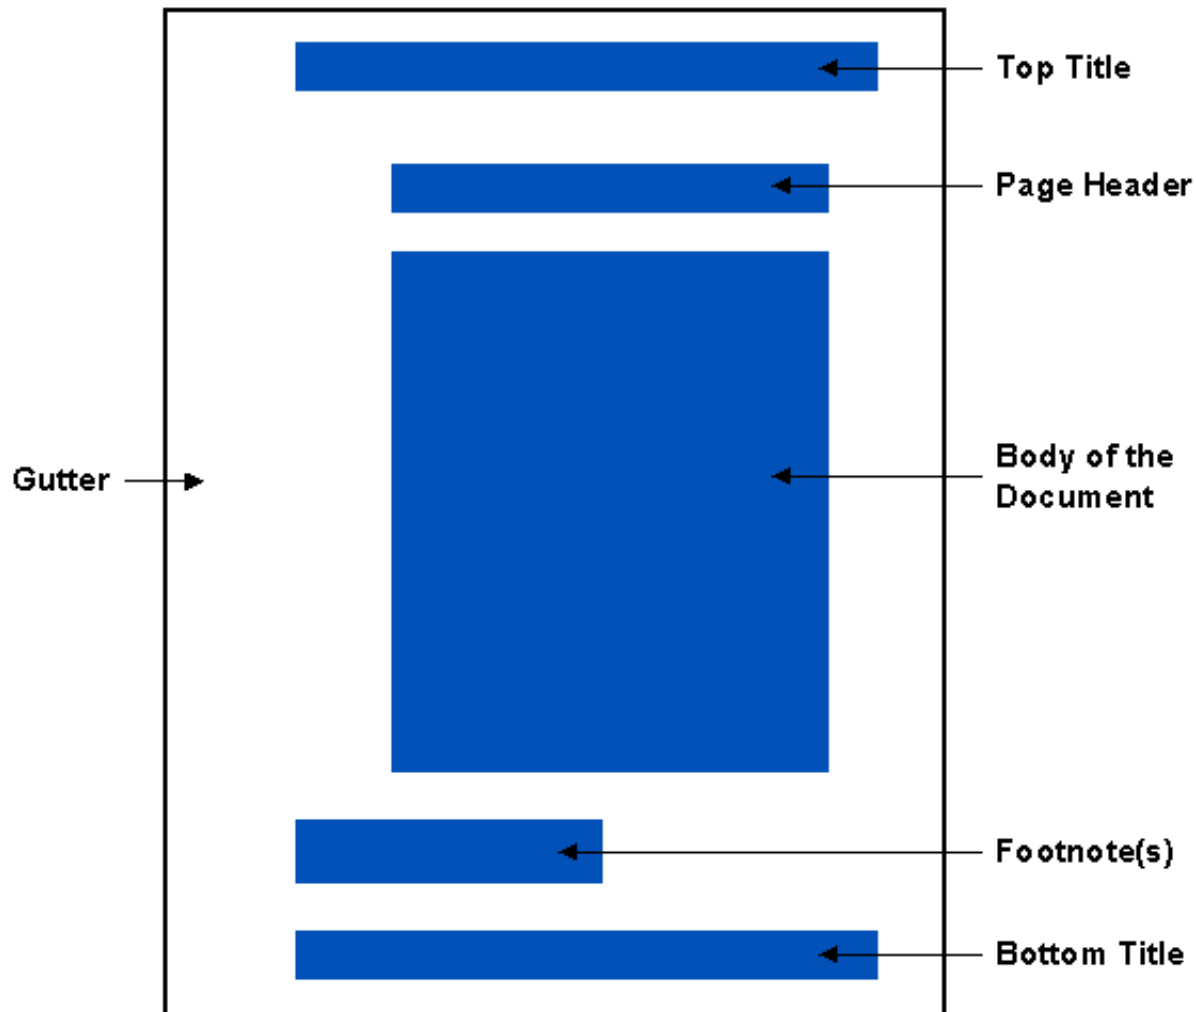 Top Title
Page Header
Gutter
Body of the
Document
Footnote(s)
Bottom Title